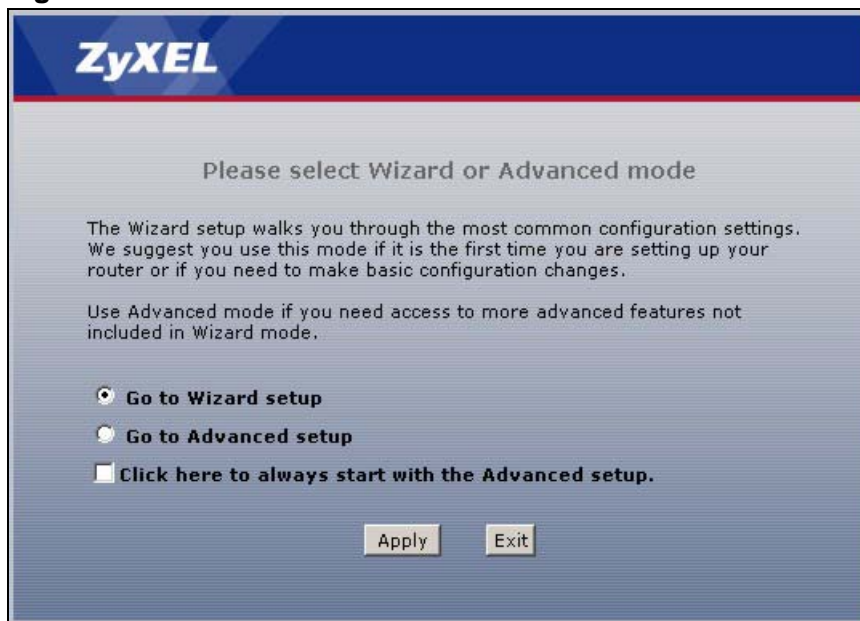 ZyXEL
Please select Wizard or Advanced mode
The Wizard setup walks you through the most common configuration settings.
We suggest you use this mode if it is the first time you are setting up your
router or if you need to make basic configuration changes.
Use Advanced mode if you need access to more advanced features not
included in Wizard mode.
Go to Wizard setup
Go to Advanced setup
Click here to always start with the Advanced setup.
Apply Exit